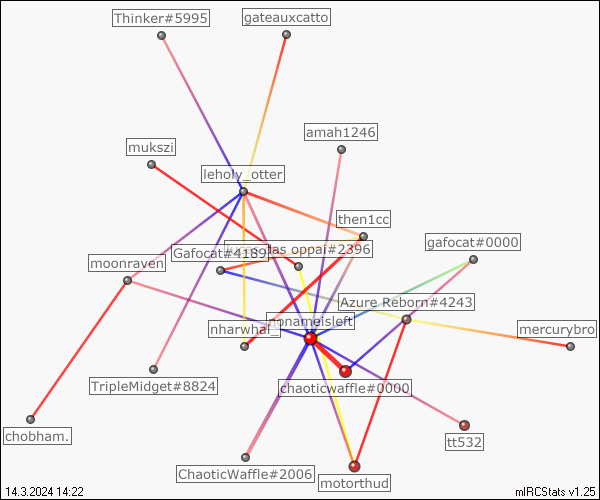 Thinker#5995
gateauxcatto
amah1246
mukszi
leholy_otter
then1cc
gafocat#0000
Gafocat#4189
oppai#2396
moonraven
Azure Reborn#4243
nonameisleft
nharwhal_
mercurybro
chaoticwaffle#0000
TripleMidget#8824
chobham.
tt532
ChaoticWaffle#2006
motorthud
14.3.2024 14:22
mIRCStats v1.25